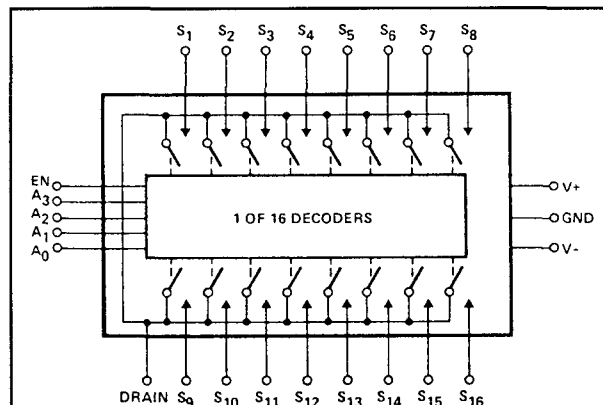 S1 S2 S3 S4 S5 S6 S7 S8
EN
A3
A2
A1
A0
1 OF 16 DECODERS
V+
GND
V-
DRAIN S9 S10 S11 S12 S13 S14 S15 S16